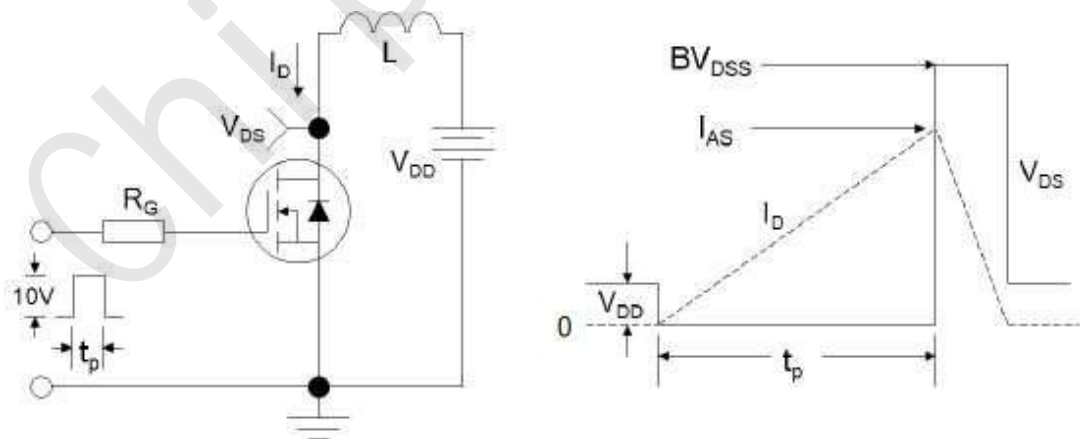 I_D
L
V_DS
V_DD
R_G
10V
t_p
BV_DSS
I_AS
V_DS
I_D
V_DD
0
t_p